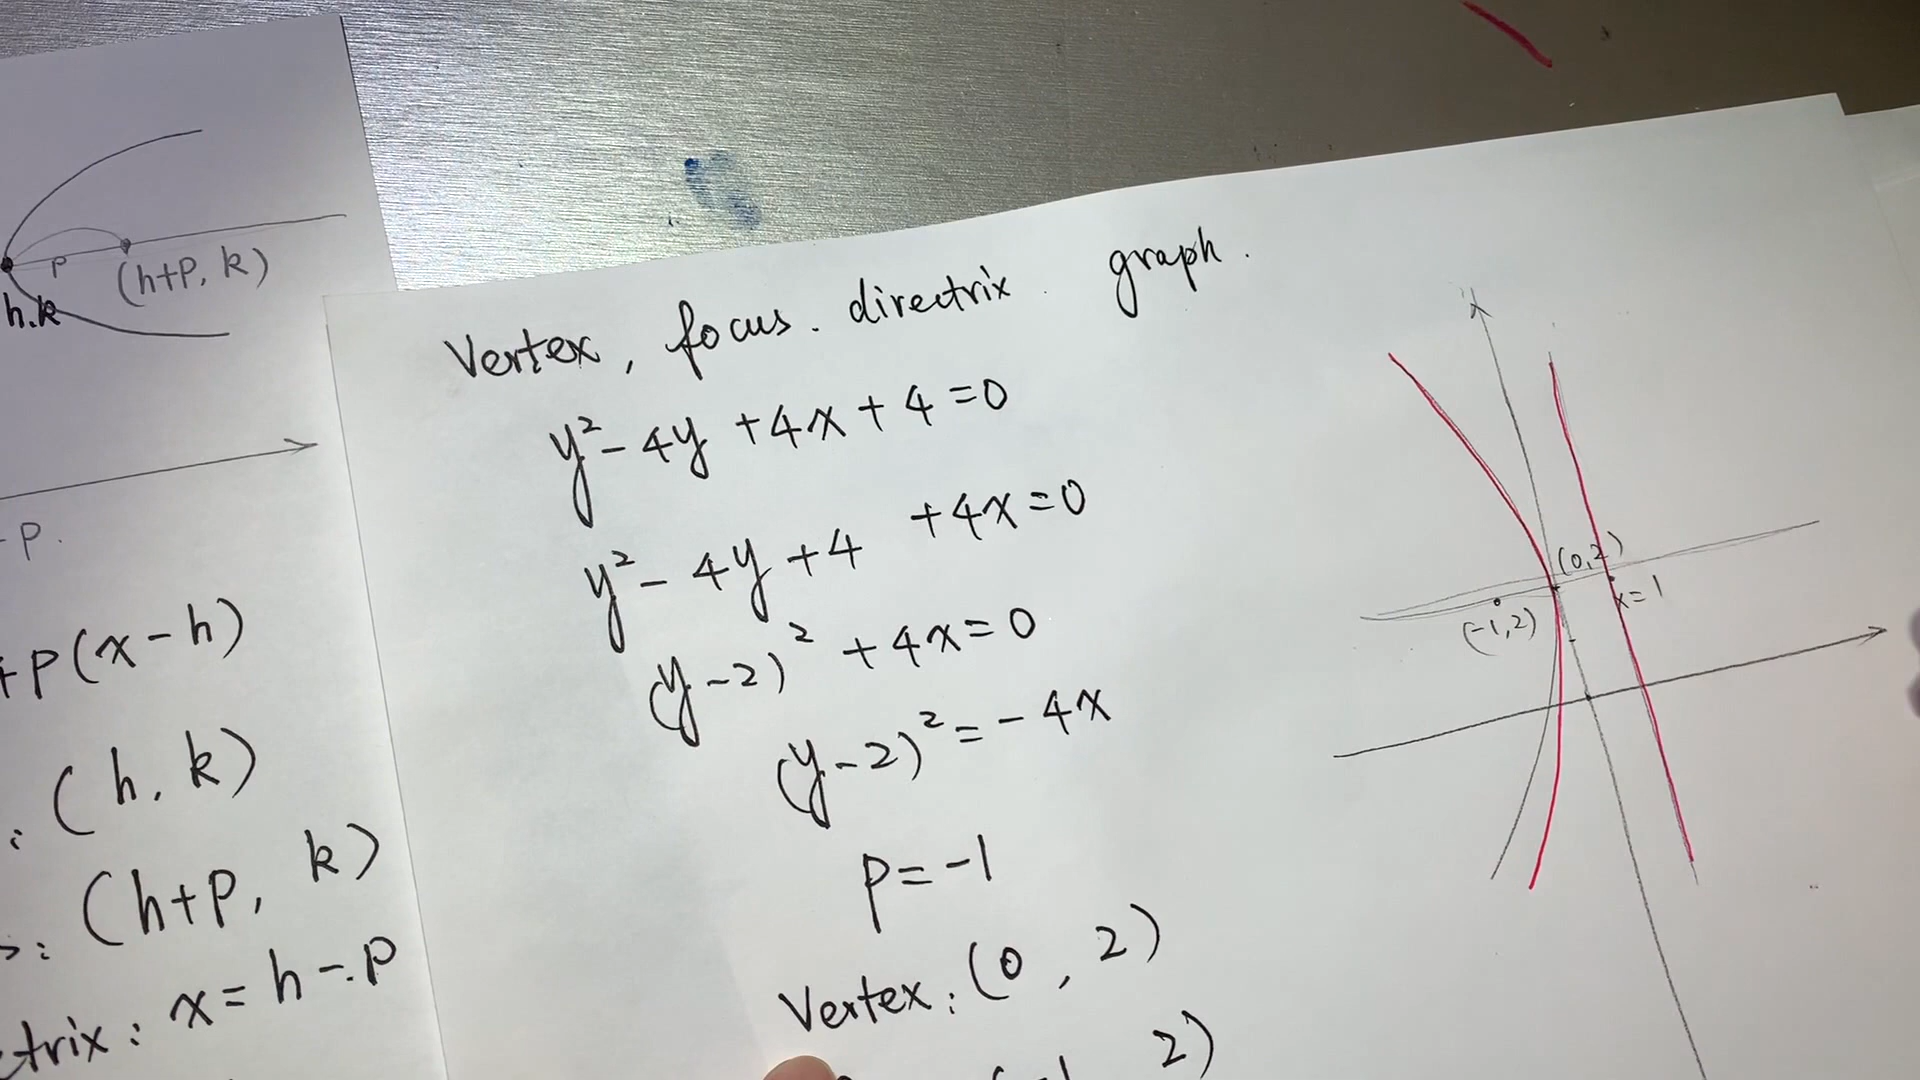 P
(h+P, k)
h.k
-P.
P(x-h)
: (h. k)
: (h+P, k)
ctrix: x=h-P
Vertex, focus. directrix. graph.
y²-4y+4x+4=0
y²-4y+4 +4x=0
(y-2)²+4x=0
(y-2)²=-4x
P=-1
Vertex: (0, 2)
2)
(0,2)
x=1
(-1,2)